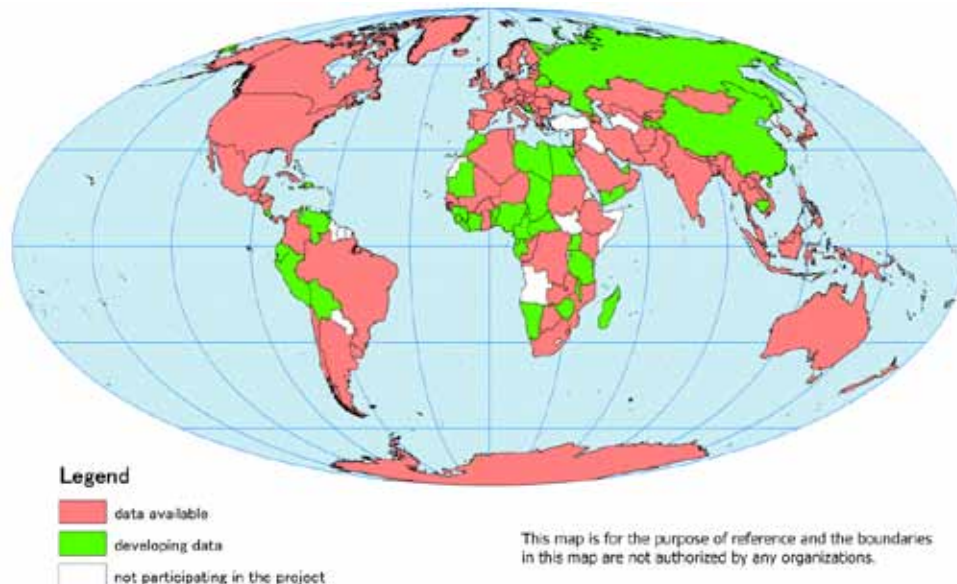 Legend
data available
developing data
not participating in the project
This map is for the purpose of reference and the boundaries
in this map are not authorized by any organizations.